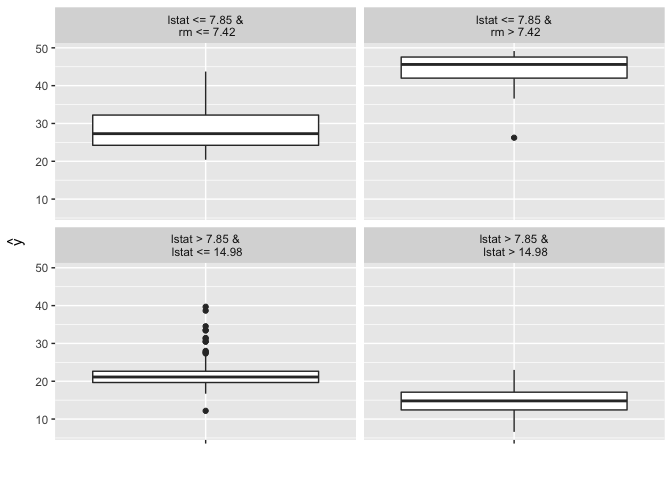 lstat <= 7.85 &
rm <= 7.42
lstat <= 7.85 &
rm > 7.42
50
40
30
20
10
ŷ
lstat > 7.85 &
lstat <= 14.98
lstat > 7.85 &
lstat > 14.98
50
40
30
20
10